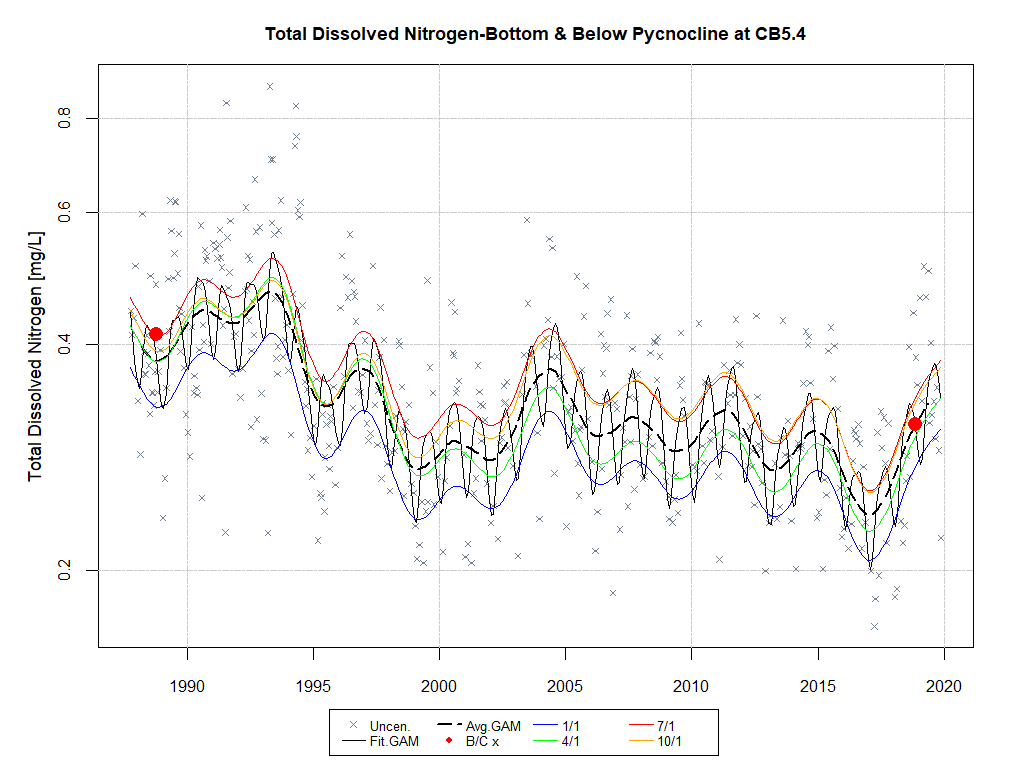 Total Dissolved Nitrogen-Bottom & Below Pycnocline at CB5.4
Total Dissolved Nitrogen [mg/L]
0.8
0.6
0.4
0.2
1990 1995 2000 2005 2010 2015 2020
Uncen. Avg.GAM 1/1 7/1
Fit.GAM B/C x 4/1 10/1